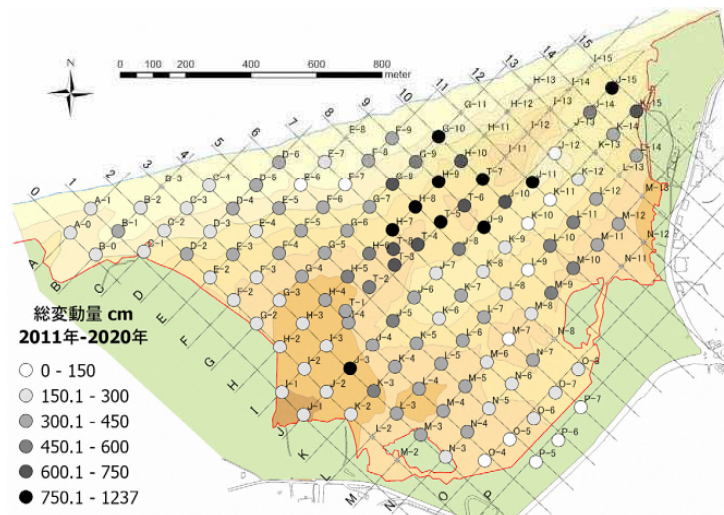 N
0 200 400 600 800
meter
0 1 2 3 4 5 6 7 8 9 10 11 12 13 14 15
A B C D E F G H I J K L M N O P
A-0 A-1
B-0 B-1 B-2 B-3
C-1 C-2 C-3 C-4
D-2 D-3 D-4 D-5 D-6
E-2 E-3 E-4 E-5 E-6 E-7 E-8
F-2 F-3 F-4 F-5 F-6 F-7 F-8 F-9
G-2 G-3 G-4 G-5 G-6 G-7 G-8 G-9 G-10 G-11
H-2 H-3 H-4 H-5 H-6 H-7 H-8 H-9 H-10 H-12 H-13
I-1 I-2 I-3 I-4 I-11 I-12 I-13 I-14 I-15
T-1 T-2 T-3 T-4 T-5 T-6 T-7
J-1 J-2 J-3 J-5 J-6 J-7 J-8 J-9 J-10 J-11 J-12 J-13 J-14 J-15
K-2 K-3 K-4 K-5 K-6 K-7 K-8 K-9 K-10 K-11 K-12 K-14 K-15
L-2 L-3 L-4 L-5 L-6 L-7 L-8 L-9 L-10 L-11 L-12 L-13 L-14
M-2 M-3 M-4 M-5 M-6 M-7 M-8 M-9 M-10 M-11 M-12 M-13
N-3 N-4 N-5 N-6 N-7 N-8 N-11 N-12
O-4 O-5 O-6 O-7 O-8
P-5 P-6 P-7
総変動量 cm
2011年-2020年
0 - 150
150.1 - 300
300.1 - 450
450.1 - 600
600.1 - 750
750.1 - 1237